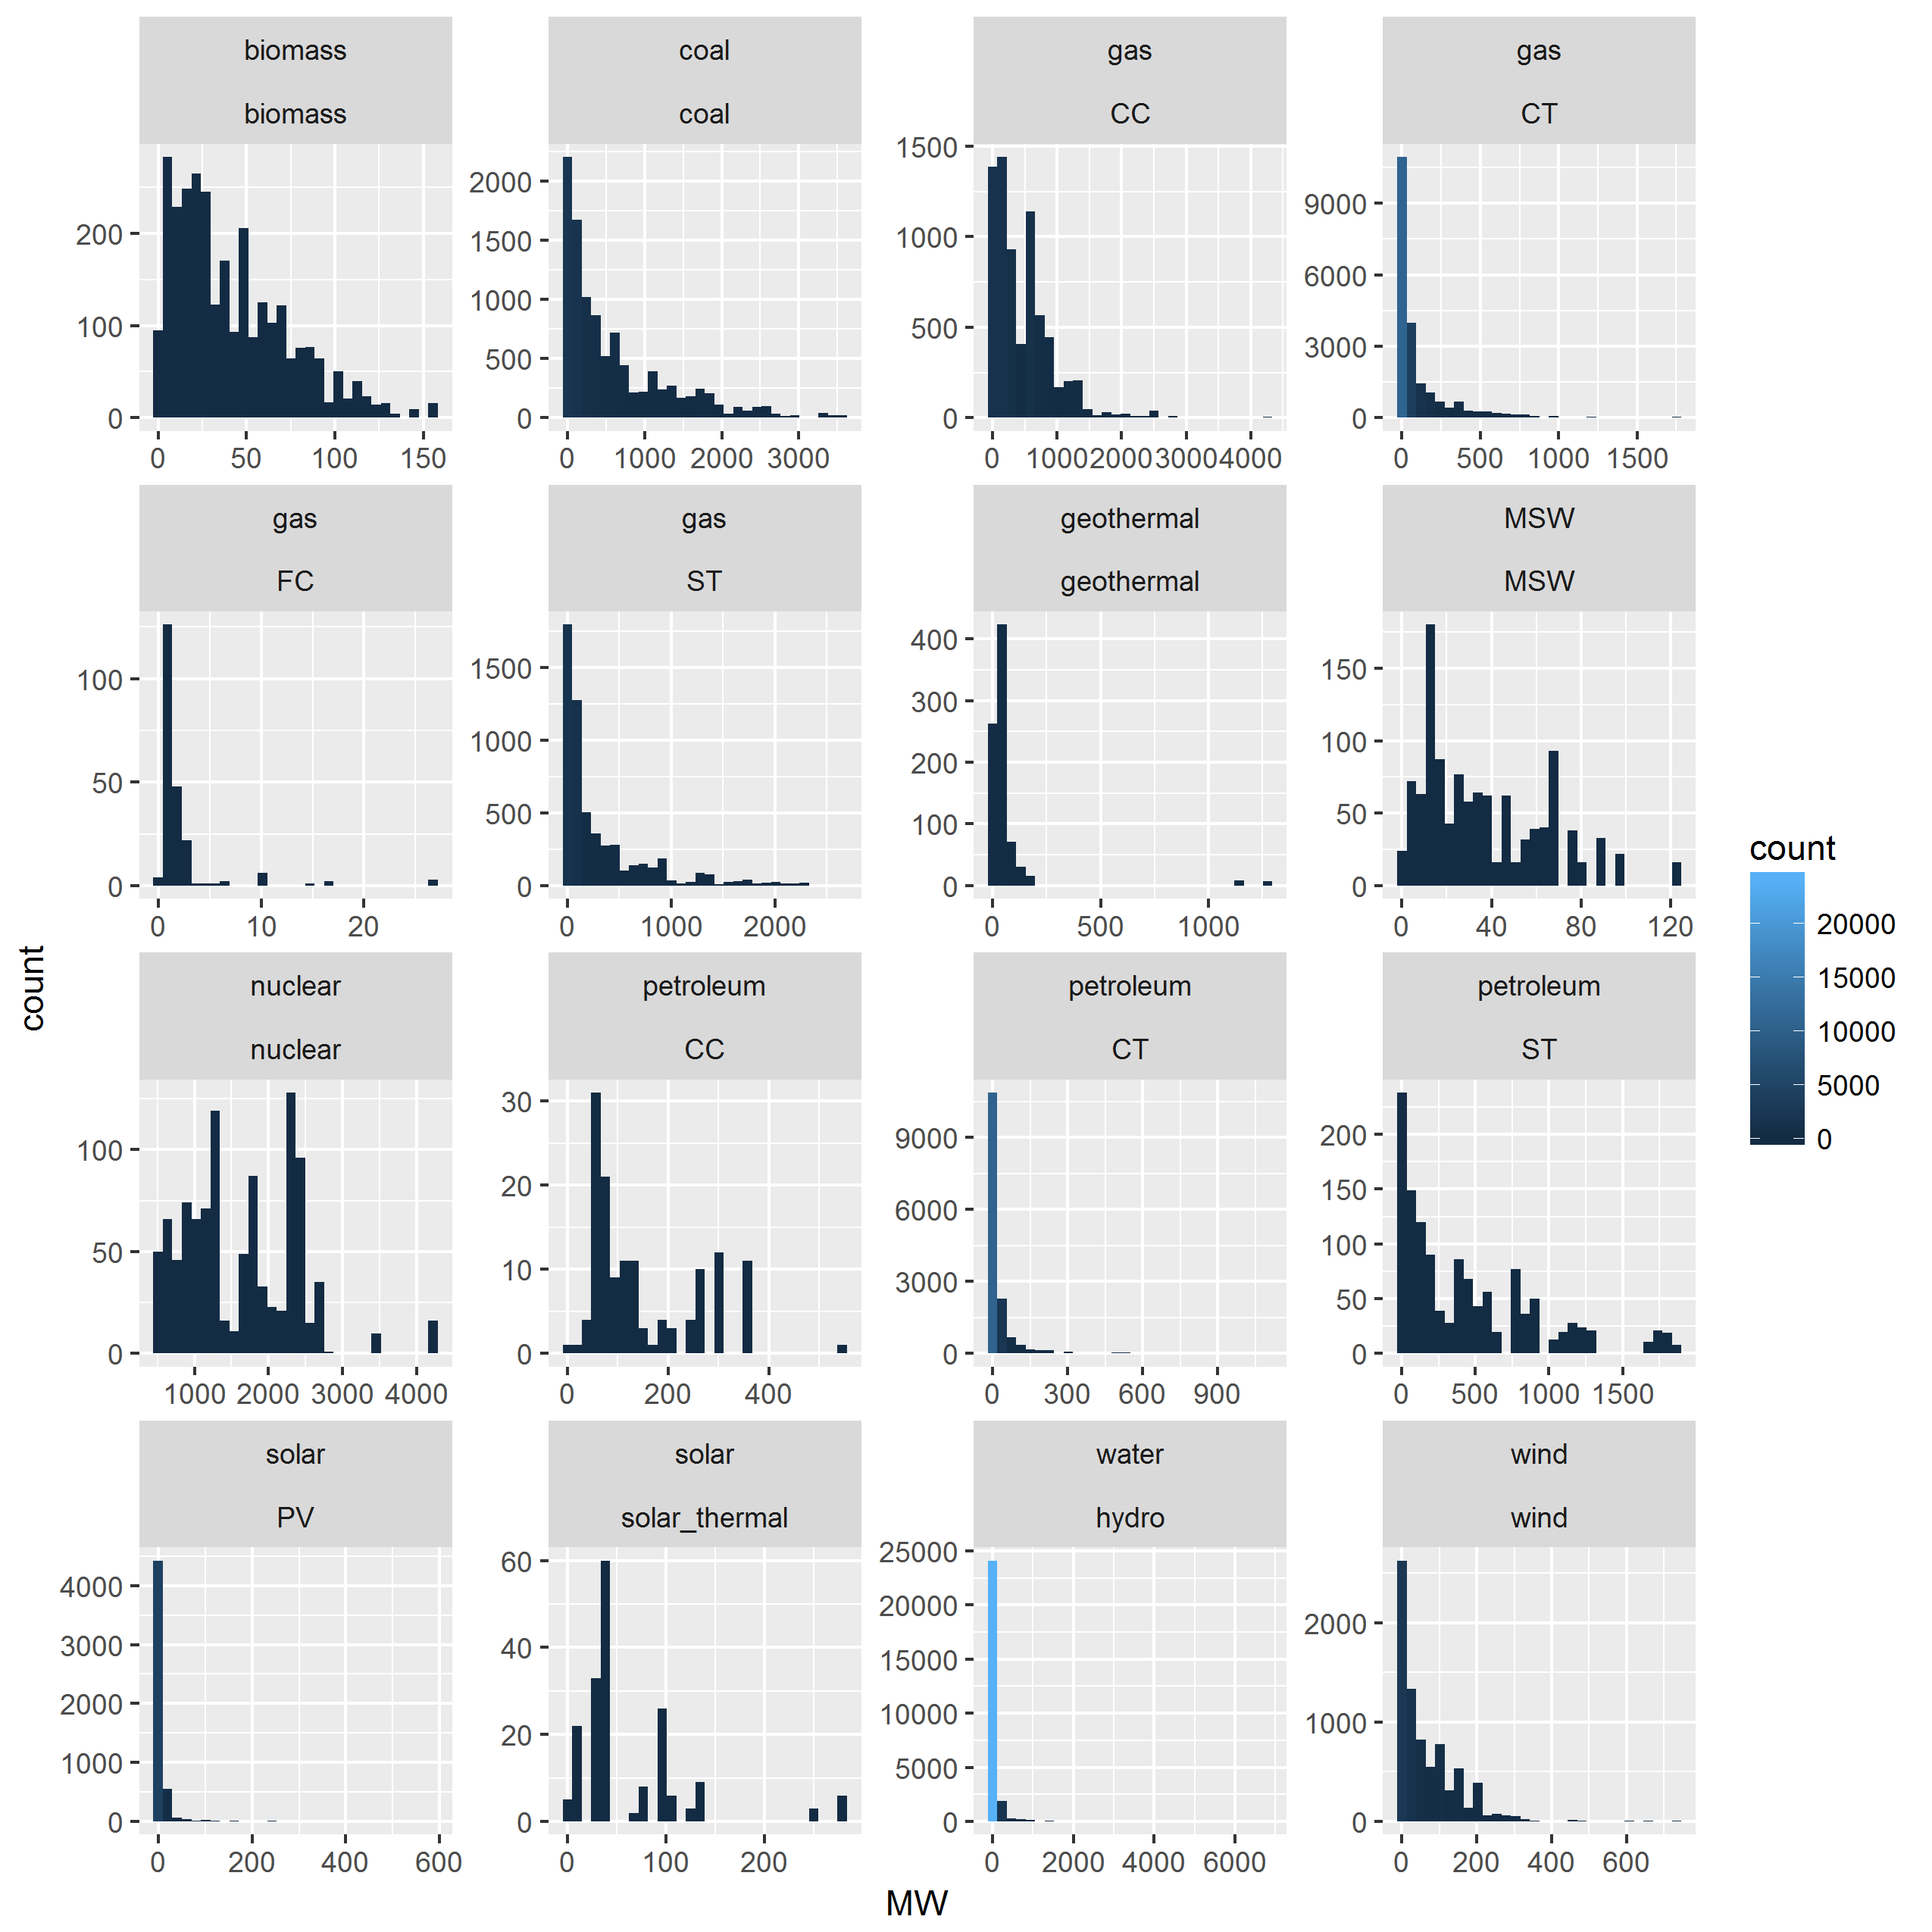 biomass
biomass
0
100
200
0 50 100 150
coal
coal
0
500
1000
1500
2000
0 1000 2000 3000
gas
CC
0
500
1000
1500
0 1000 2000 3000 4000
gas
CT
0
3000
6000
9000
0 500 1000 1500
gas
FC
0
50
100
0 10 20
gas
ST
0
500
1000
1500
0 1000 2000
geothermal
geothermal
0
100
200
300
400
0 500 1000
MSW
MSW
0
50
100
150
0 40 80 120
nuclear
nuclear
0
50
100
1000 2000 3000 4000
petroleum
CC
0
10
20
30
0 200 400
petroleum
CT
0
3000
6000
9000
0 300 600 900
petroleum
ST
0
50
100
150
200
0 500 1000 1500
solar
PV
0
1000
2000
3000
4000
0 200 400 600
solar
solar_thermal
0
20
40
60
0 100 200
water
hydro
0
5000
10000
15000
20000
25000
0 2000 4000 6000
wind
wind
0
1000
2000
0 200 400 600
MW
count
count
20000
15000
10000
5000
0